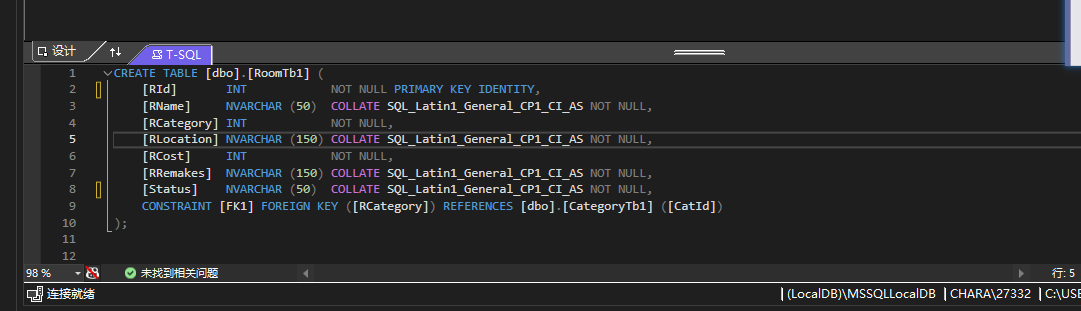 设计
T-SQL
1 CREATE TABLE [dbo].[RoomTb1] (
2 [RId] INT NOT NULL PRIMARY KEY IDENTITY,
3 [RName] NVARCHAR (50) COLLATE SQL_Latin1_General_CP1_CI_AS NOT NULL,
4 [RCategory] INT NOT NULL,
5 [RLocation] NVARCHAR (150) COLLATE SQL_Latin1_General_CP1_CI_AS NOT NULL,
6 [RCost] INT NOT NULL,
7 [RRemakes] NVARCHAR (150) COLLATE SQL_Latin1_General_CP1_CI_AS NOT NULL,
8 [Status] NVARCHAR (50) COLLATE SQL_Latin1_General_CP1_CI_AS NOT NULL,
9 CONSTRAINT [FK1] FOREIGN KEY ([RCategory]) REFERENCES [dbo].[CategoryTb1] ([CatId])
10 );
11
12
98 % 未找到相关问题 行: 5
连接就绪 (LocalDB)\MSSQLLocalDB CHARA\27332 C:\USE